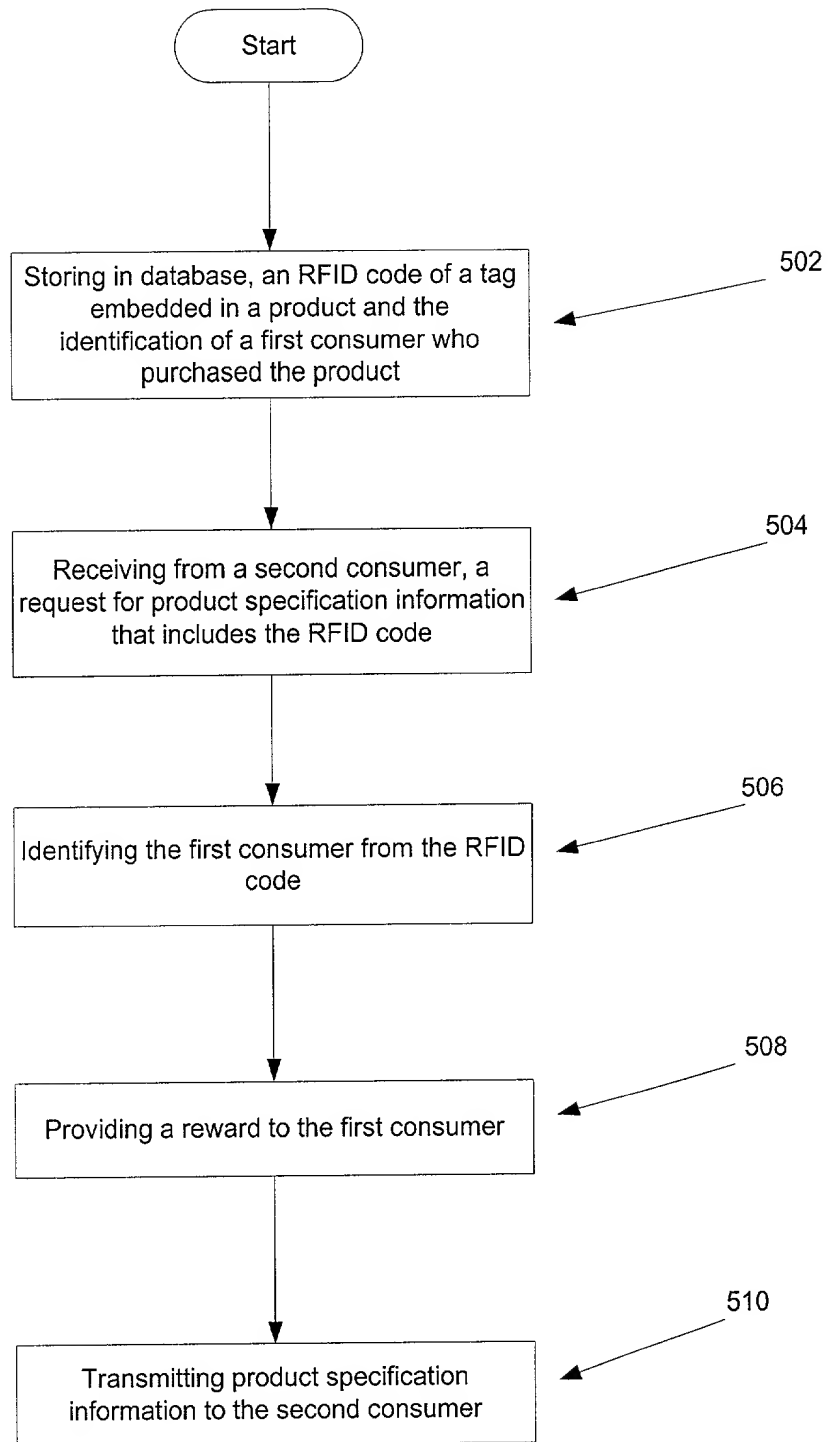 Start
Storing in database, an RFID code of a tag
embedded in a product and the
identification of a first consumer who
purchased the product
502
Receiving from a second consumer, a
request for product specification information
that includes the RFID code
504
Identifying the first consumer from the RFID
code
506
Providing a reward to the first consumer
508
Transmitting product specification
information to the second consumer
510